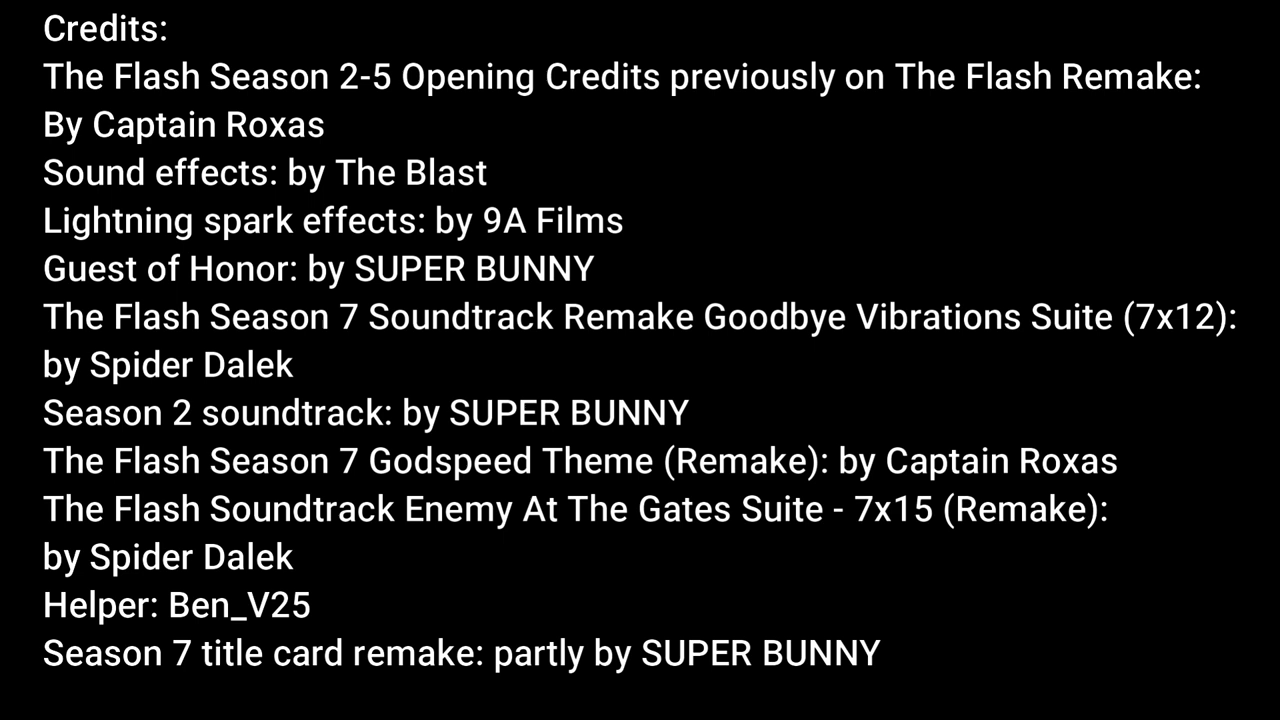 Credits:
The Flash Season 2-5 Opening Credits previously on The Flash Remake:
By Captain Roxas
Sound effects: by The Blast
Lightning spark effects: by 9A Films
Guest of Honor: by SUPER BUNNY
The Flash Season 7 Soundtrack Remake Goodbye Vibrations Suite (7x12):
by Spider Dalek
Season 2 soundtrack: by SUPER BUNNY
The Flash Season 7 Godspeed Theme (Remake): by Captain Roxas
The Flash Soundtrack Enemy At The Gates Suite - 7x15 (Remake):
by Spider Dalek
Helper: Ben_V25
Season 7 title card remake: partly by SUPER BUNNY